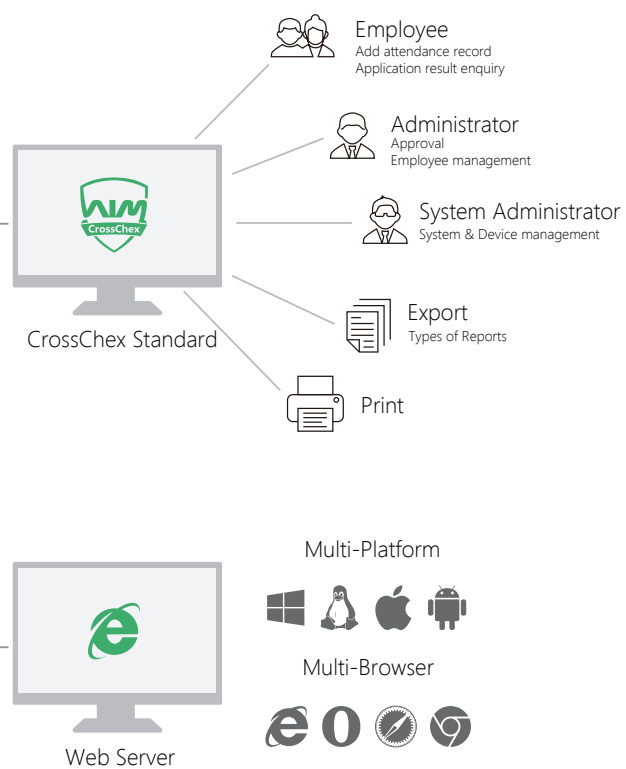 Employee
Add attendance record
Application result enquiry
Administrator
Approval
Employee management
CrossChex
System Administrator
System & Device management
Export
Types of Reports
CrossChex Standard
Print
Multi-Platform
Multi-Browser
Web Server